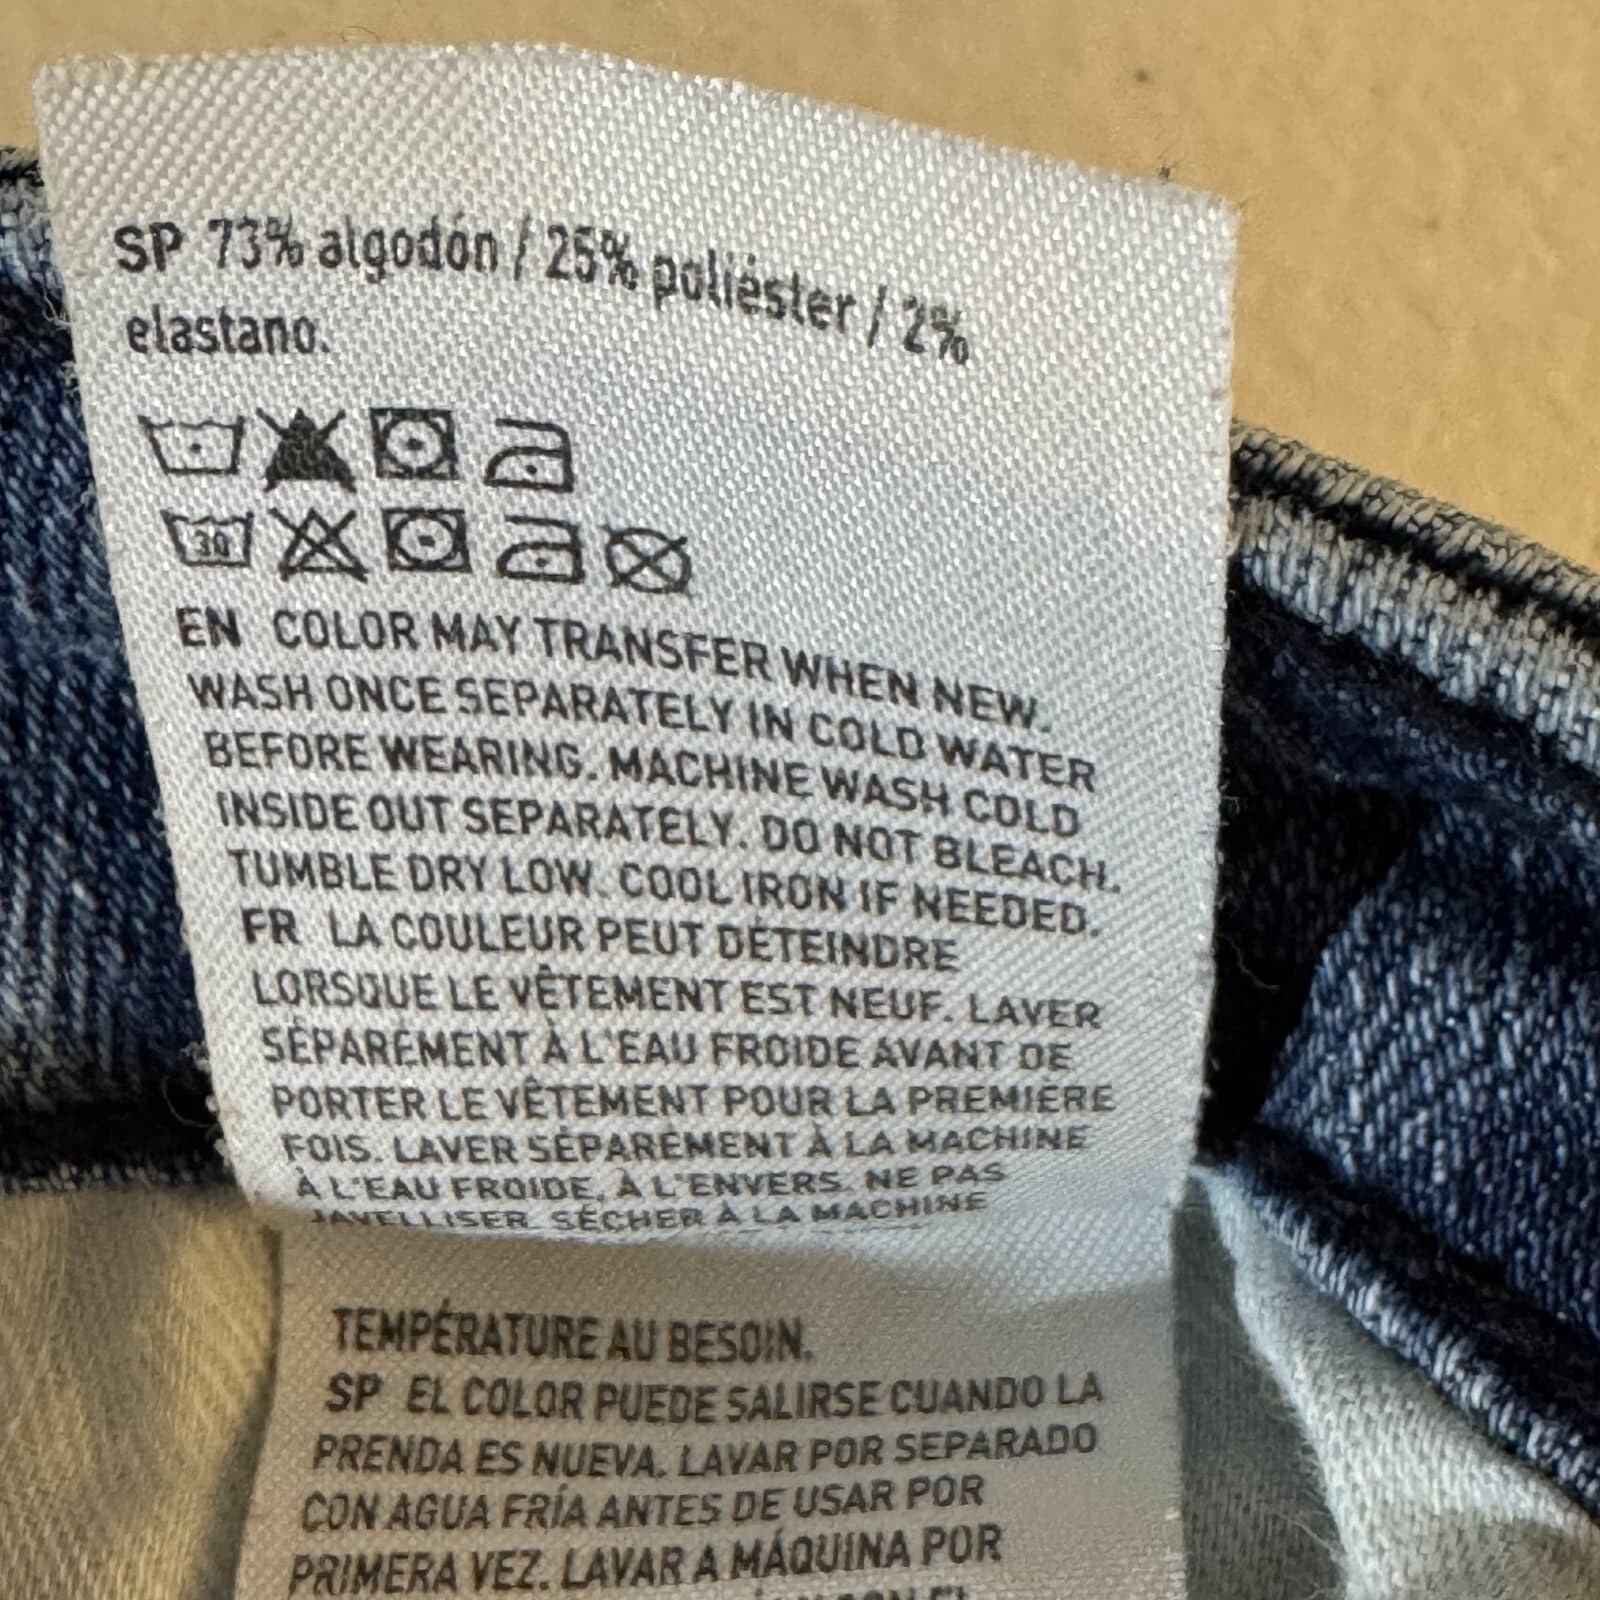 SP 73% algodón / 25% poliéster / 2%
elastano.
30
EN COLOR MAY TRANSFER WHEN NEW.
WASH ONCE SEPARATELY IN COLD WATER
BEFORE WEARING. MACHINE WASH COLD
INSIDE OUT SEPARATELY. DO NOT BLEACH.
TUMBLE DRY LOW. COOL IRON IF NEEDED.
FR LA COULEUR PEUT DÉTEINDRE
LORSQUE LE VÊTEMENT EST NEUF. LAVER
SÉPARÉMENT À L'EAU FROIDE AVANT DE
PORTER LE VÊTEMENT POUR LA PREMIÈRE
FOIS. LAVER SÉPARÉMENT À LA MACHINE
À L'EAU FROIDE, À L'ENVERS. NE PAS
JAVELLISER. SÉCHER À LA MACHINE
TEMPÉRATURE AU BESOIN.
SP EL COLOR PUEDE SALIRSE CUANDO LA
PRENDA ES NUEVA. LAVAR POR SEPARADO
CON AGUA FRÍA ANTES DE USAR POR
PRIMERA VEZ. LAVAR A MÁQUINA POR